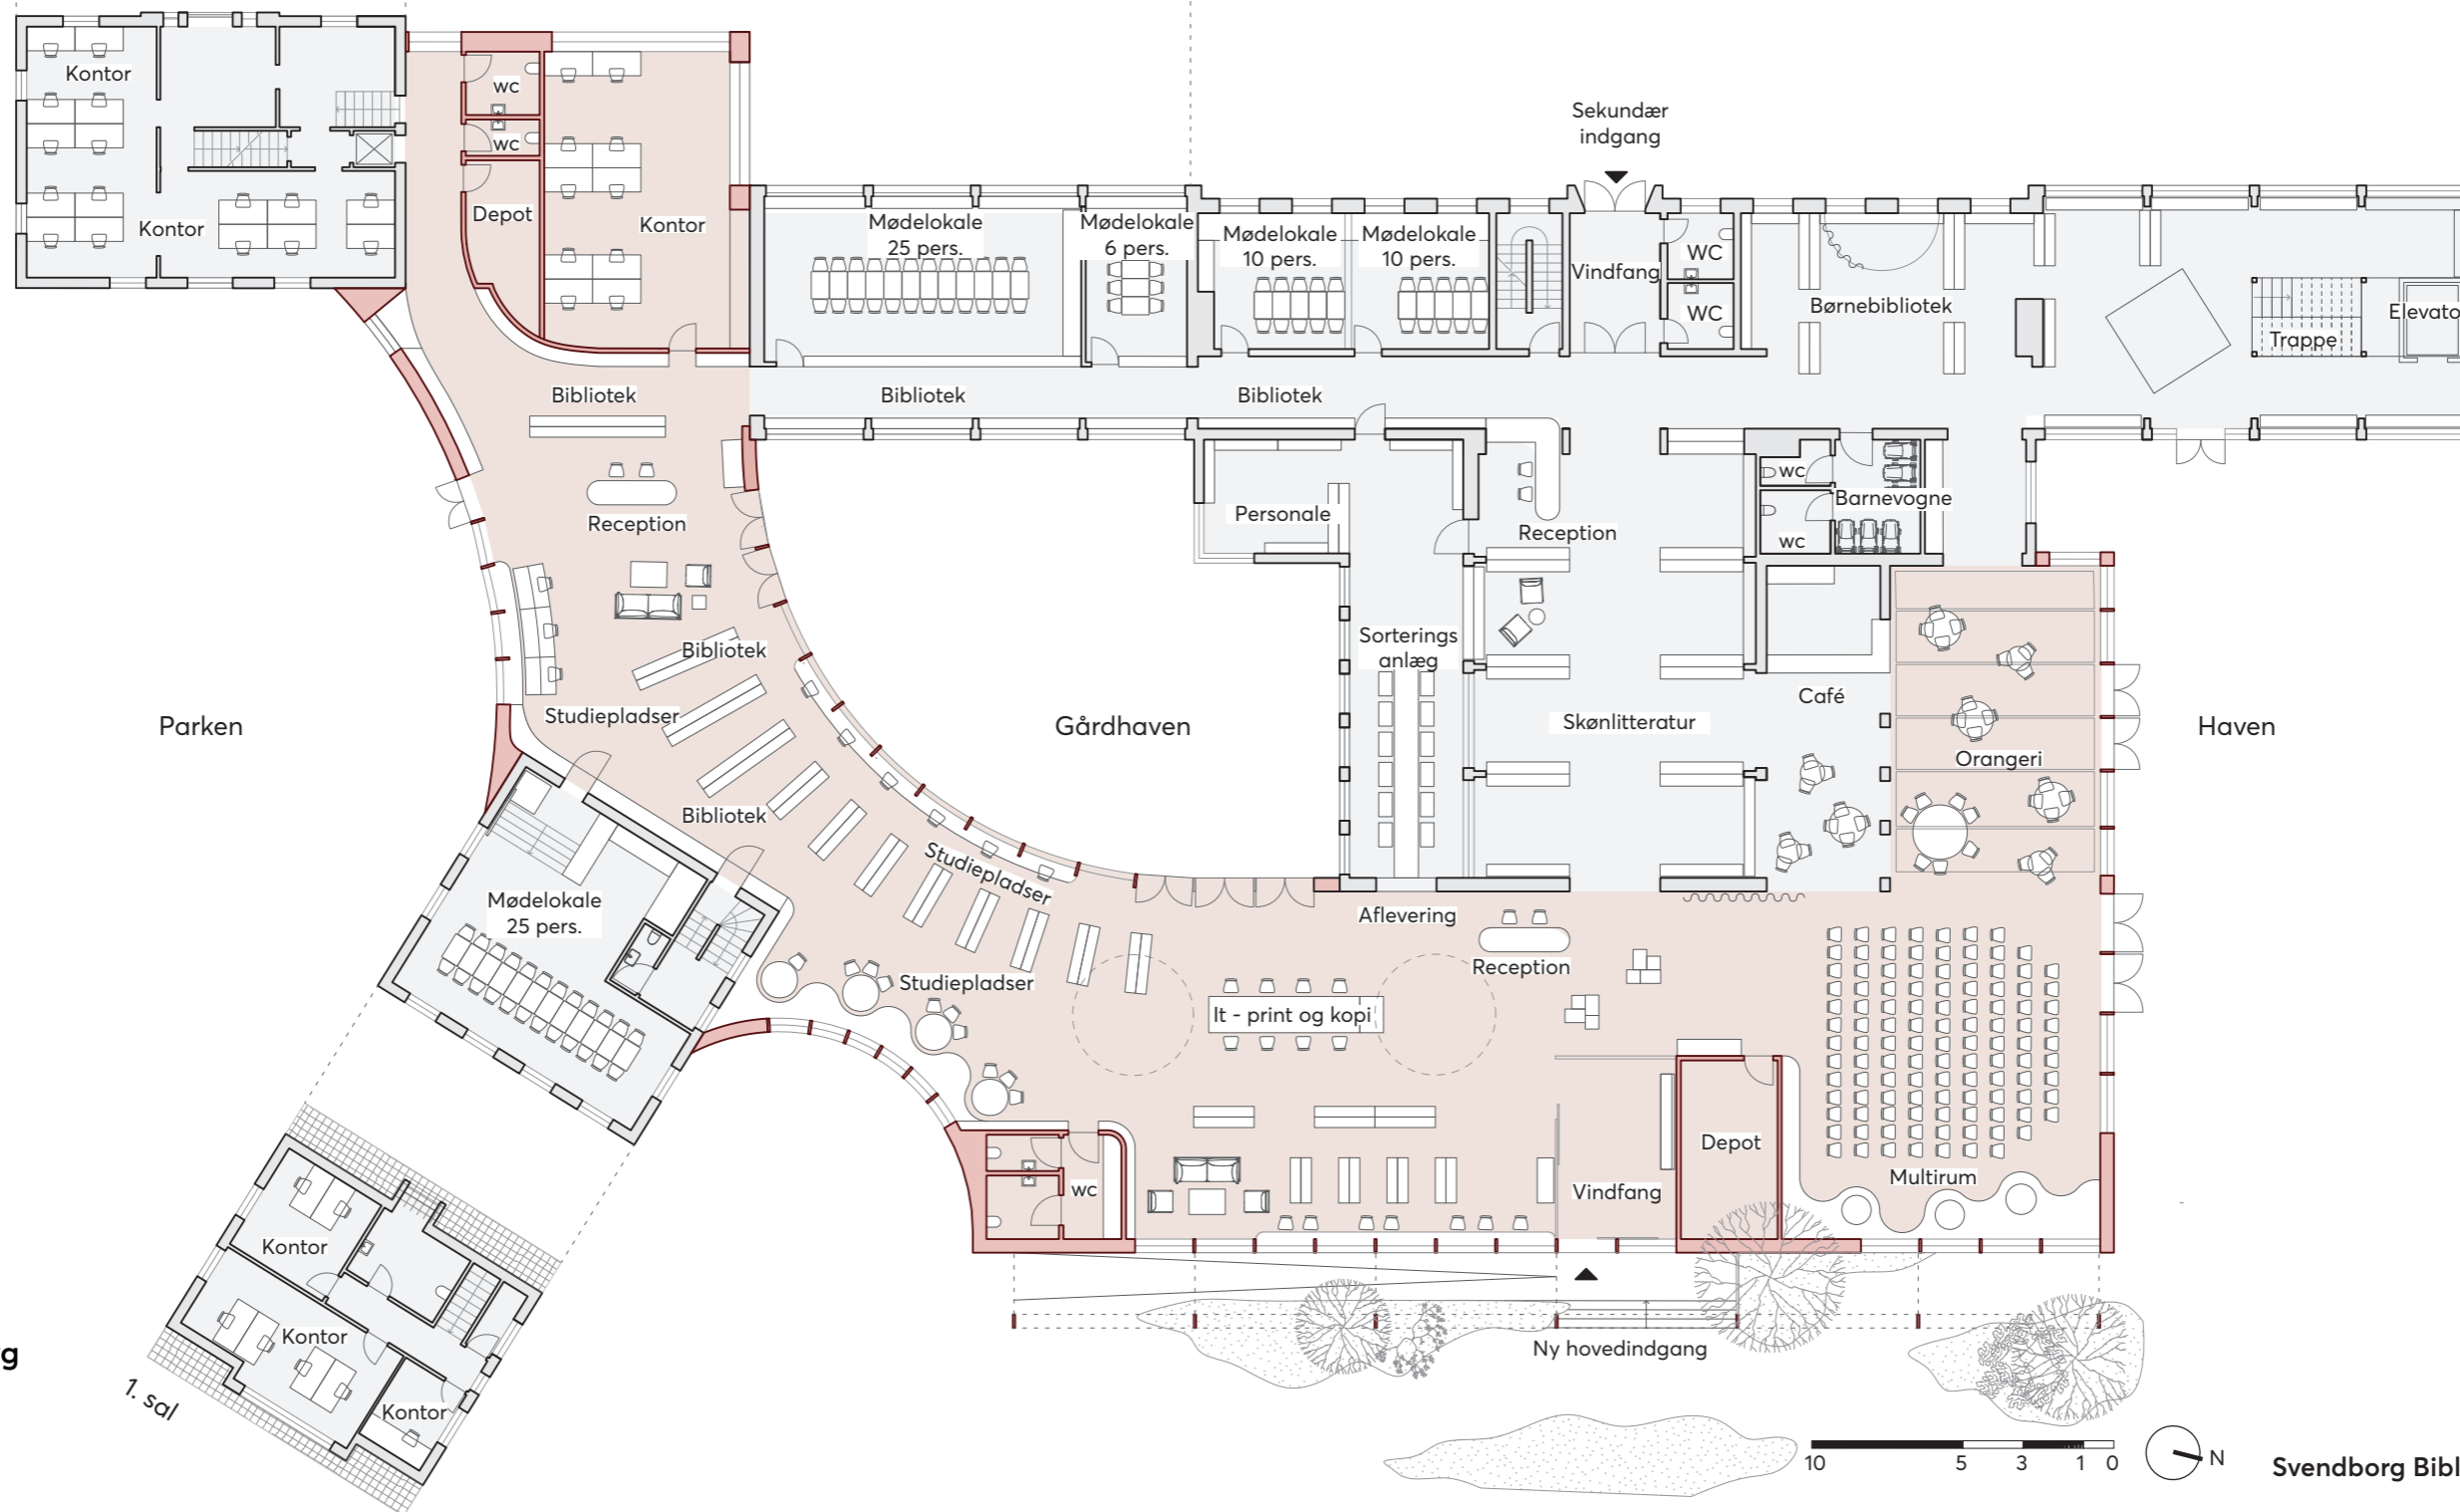 Sekundær
indgang
Kontor
wc
wc
Depot
Kontor
Kontor
Mødelokale
25 pers.
Mødelokale
6 pers.
Mødelokale
10 pers.
Mødelokale
10 pers.
Vindfang
WC
WC
Børnebibliotek
Trappe
Elevato
Bibliotek
Bibliotek
Bibliotek
Reception
Personale
Reception
wc
wc
Barnevogne
Bibliotek
Sorterings
anlæg
Studiepladser
Parken
Gårdhaven
Skønlitteratur
Café
Orangeri
Haven
Bibliotek
Studiepladser
Mødelokale
25 pers.
Aflevering
Studiepladser
Reception
It - print og kopi
Depot
wc
Vindfang
Multirum
Kontor
Kontor
Kontor
1. sal
g
Ny hovedindgang
10 5 3 1 0
N
Svendborg Bibl